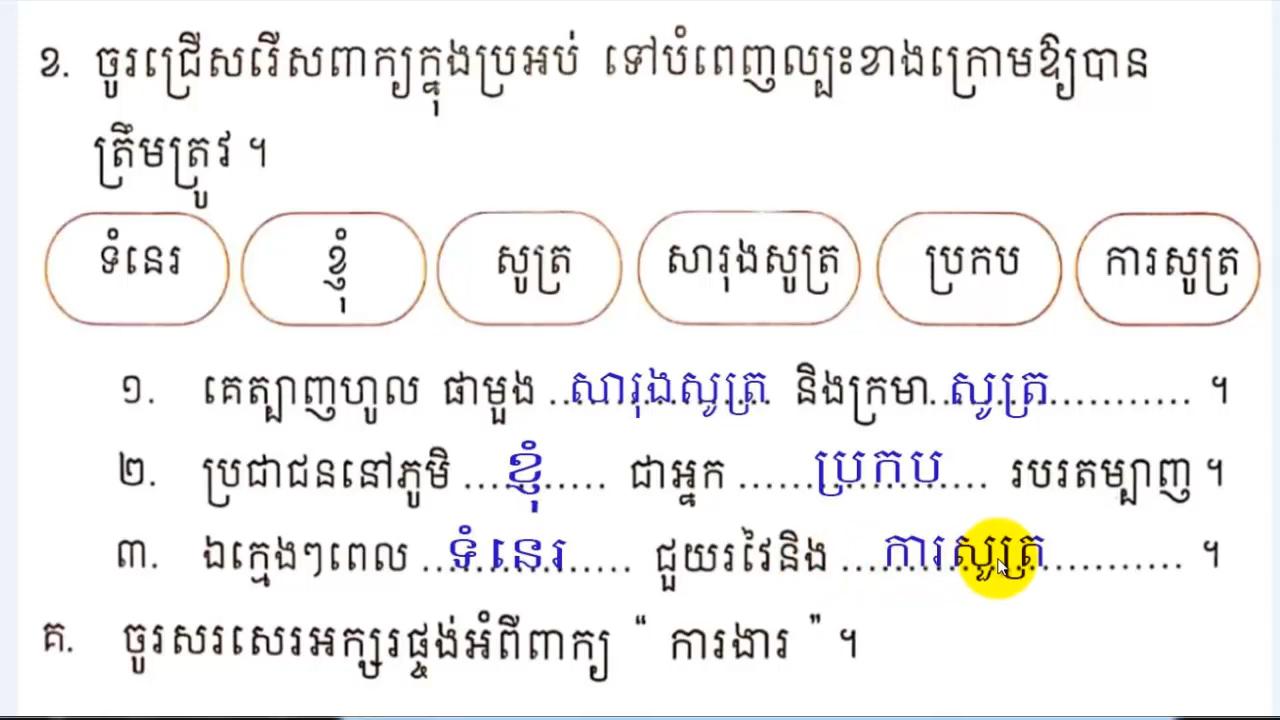 ខ. ចូរជ្រើសរើសពាក្យក្នុងប្រអប់ ទៅបំពេញល្បះខាងក្រោមឱ្យបាន
ត្រឹមត្រូវ ។
ទំនេរ ខ្ញុំ សូត្រ សារុងសូត្រ ប្រកប ការសូត្រ
១. គេត្បាញហូល ផាមួង ..សារុងសូត្រ.. និងក្រមា..សូត្រ............ ។
២. ប្រជាជននៅភូមិ ....ខ្ញុំ..... ជាអ្នក ......ប្រកប.... របរតម្បាញ ។
៣. ឯក្មេងៗពេល ..ទំនេរ..... ជួយរវៃនិង ....ការសូត្រ............ ។
គ. ចូរសរសេរអក្សរផ្ចង់អំពីពាក្យ “ ការងារ ” ។